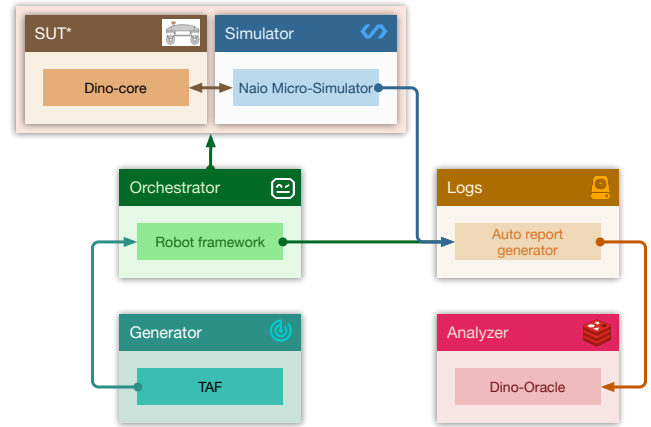 SUT*
Simulator
Dino-core
Naio Micro-Simulator
Orchestrator
Logs
Robot framework
Auto report
generator
Generator
Analyzer
TAF
Dino-Oracle